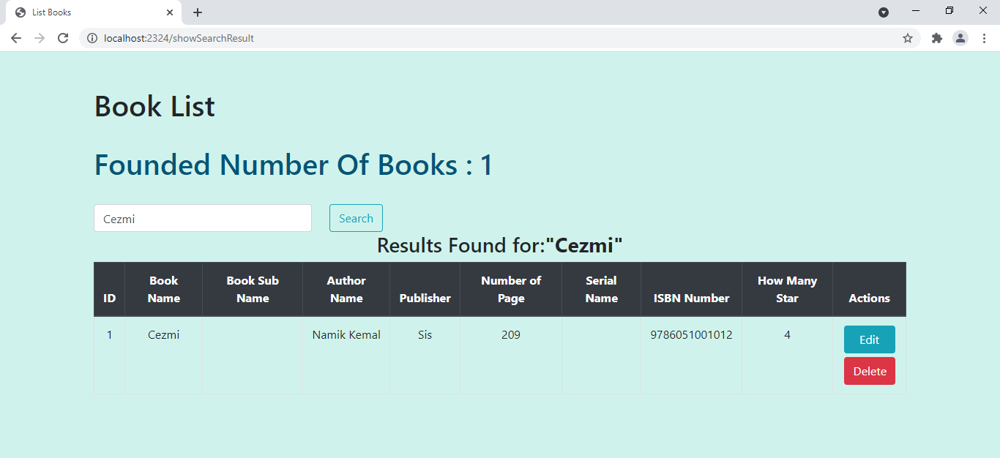 List Books
localhost:2324/showSearchResult
Book List
Founded Number Of Books : 1
Cezmi
Search
Results Found for:"Cezmi"
ID
Book
Name
Book Sub
Name
Author
Name
Publisher
Number of
Page
Serial
Name
ISBN Number
How Many
Star
Actions
1
Cezmi
Namik Kemal
Sis
209
9786051001012
4
Edit
Delete